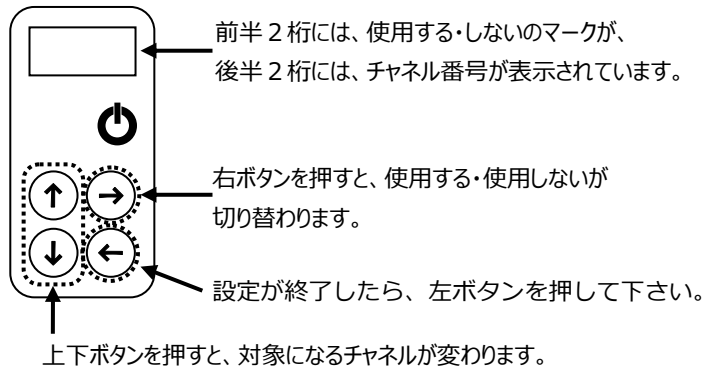 前半２桁には、使用する・しないのマークが、
後半２桁には、チャネル番号が表示されています。
右ボタンを押すと、使用する・使用しないが
切り替わります。
設定が終了したら、左ボタンを押して下さい。
上下ボタンを押すと、対象になるチャネルが変わります。